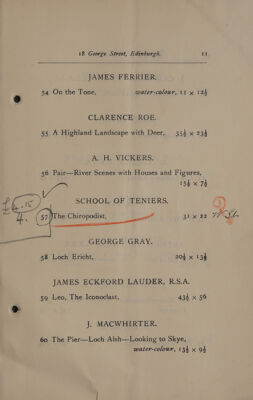 18 George Street, Edinburgh. 11
JAMES FERRIER.
54 On the Tone, water-colour, 11 x 12½
CLARENCE ROE.
55 A Highland Landscape with Deer, 35½ x 23½
A. H. VICKERS.
56 Pair—River Scenes with Houses and Figures,
15½ x 7½
SCHOOL OF TENIERS.
£4.15
4.
57 The Chiropodist, 31 x 22
GEORGE GRAY.
58 Loch Ericht, 20½ x 13½
JAMES ECKFORD LAUDER, R.S.A.
59 Leo, The Iconoclast, 43½ x 56
J. MACWHIRTER.
60 The Pier—Loch Alsh—Looking to Skye,
water-colour, 13½ x 9½